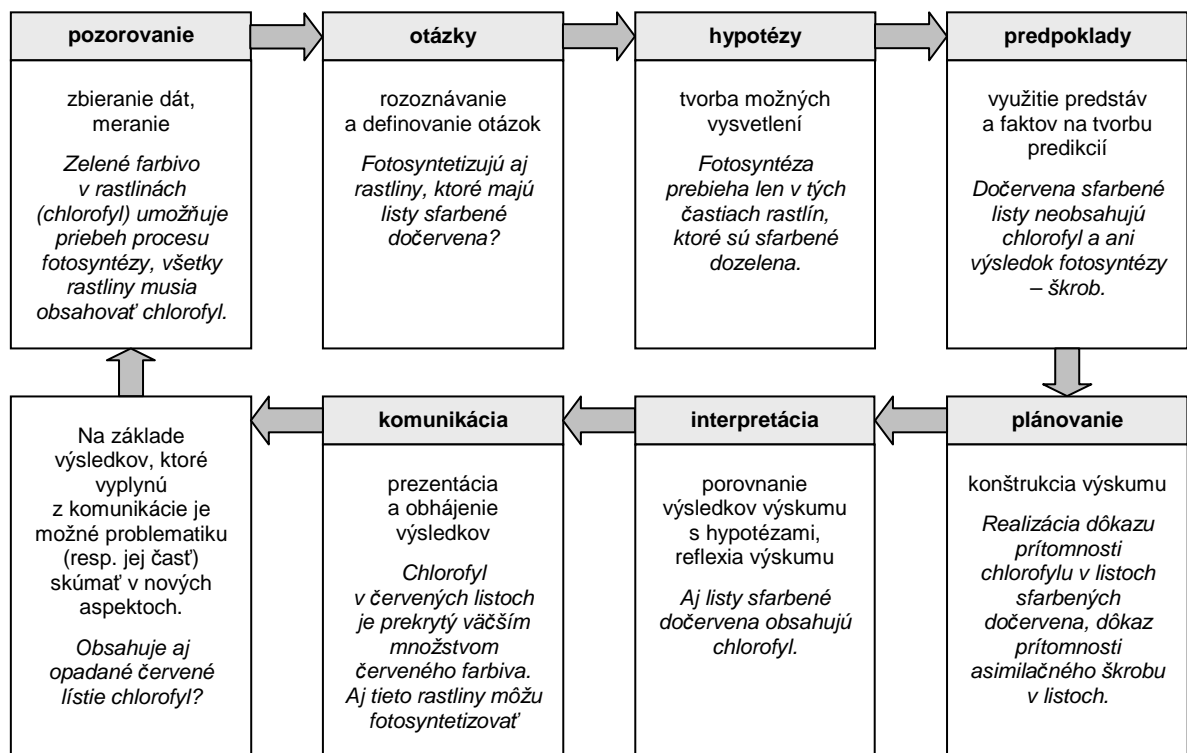 pozorovanie
zbieranie dát,
meranie
Zelené farbivo
v rastlinách
(chlorofyl) umožňuje
priebeh procesu
fotosyntézy, všetky
rastliny musia
obsahovať chlorofyl.
otázky
rozoznávanie
a definovanie otázok
Fotosyntetizujú aj
rastliny, ktoré majú
listy sfarbené
dočervena?
hypotézy
tvorba možných
vysvetlení
Fotosyntéza
prebieha len v tých
častiach rastlín,
ktoré sú sfarbené
dozelena.
predpoklady
využitie predstáv
a faktov na tvorbu
predikcií
Dočervena sfarbené
listy neobsahujú
chlorofyl a ani
výsledok fotosyntézy
– škrob.
plánovanie
konštrukcia výskumu
Realizácia dôkazu
prítomnosti
chlorofylu v listoch
sfarbených
dočervena, dôkaz
prítomnosti
asimilačného škrobu
v listoch.
interpretácia
porovnanie
výsledkov výskumu
s hypotézami,
reflexia výskumu
Aj listy sfarbené
dočervena obsahujú
chlorofyl.
komunikácia
prezentácia
a obhájenie
výsledkov
Chlorofyl
v červených listoch
je prekrytý väčším
množstvom
červeného farbiva.
Aj tieto rastliny môžu
fotosyntetizovať
Na základe
výsledkov, ktoré
vyplynú
z komunikácie je
možné problematiku
(resp. jej časť)
skúmať v nových
aspektoch.
Obsahuje aj
opadané červené
lístie chlorofyl?